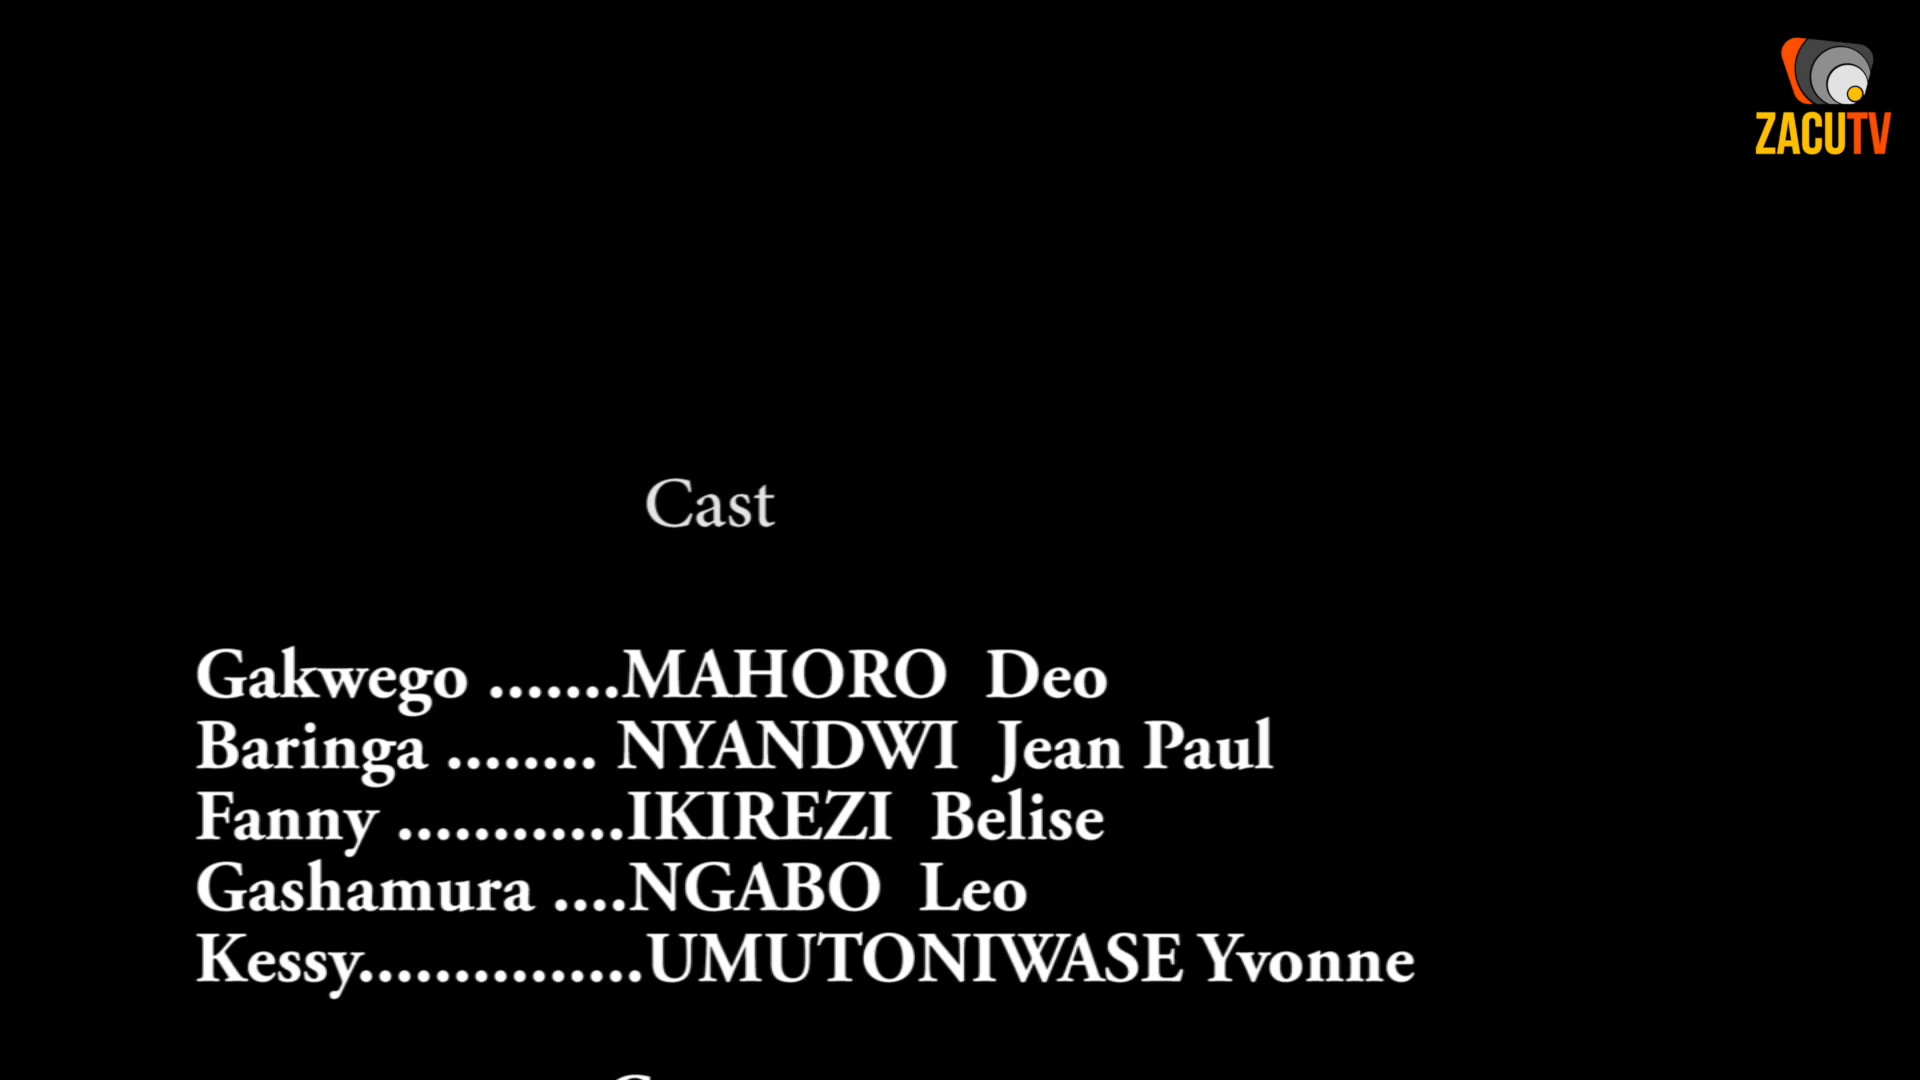 ZACUTV
Cast
Gakwego .......MAHORO Deo
Baringa ........ NYANDWI Jean Paul
Fanny ............IKIREZI Belise
Gashamura ....NGABO Leo
Kessy...............UMUTONIWASE Yvonne